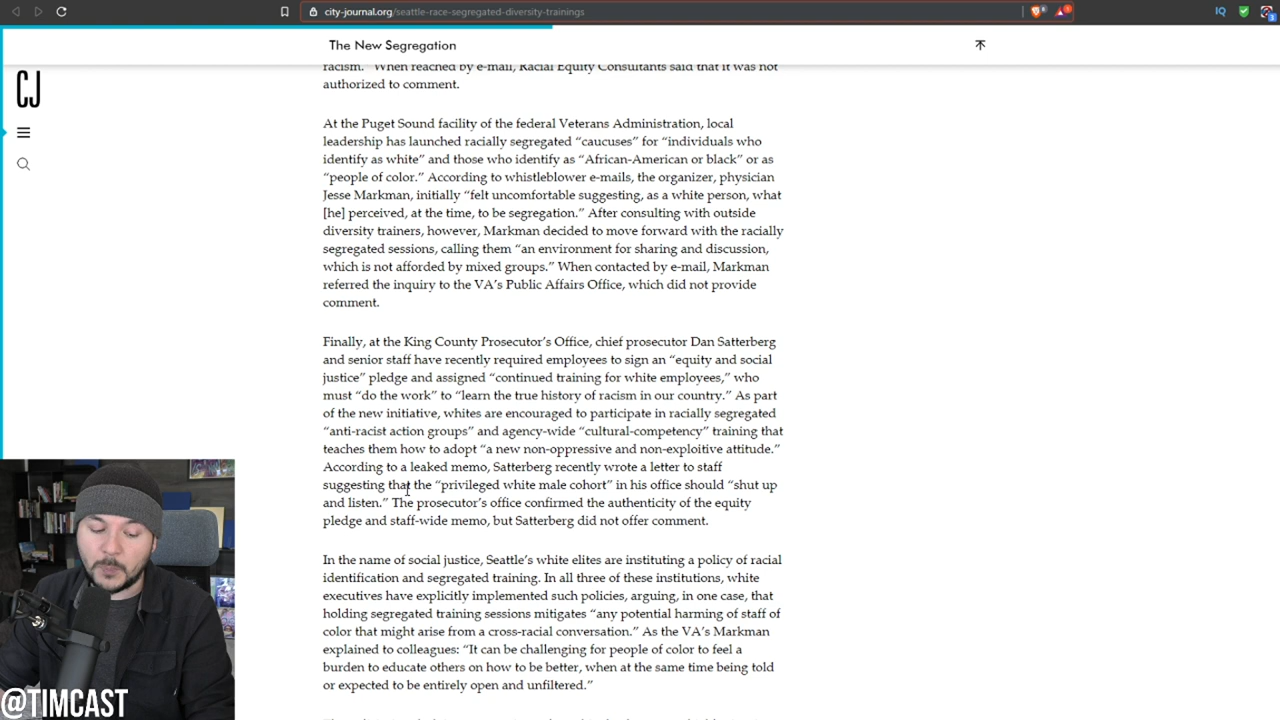 city-journal.org/seattle-race-segregated-diversity-trainings
The New Segregation
CJ
racism.” When reached by e-mail, Racial Equity Consultants said that it was not
authorized to comment.
At the Puget Sound facility of the federal Veterans Administration, local
leadership has launched racially segregated “caucuses” for “individuals who
identify as white” and those who identify as “African-American or black” or as
“people of color.” According to whistleblower e-mails, the organizer, physician
Jesse Markman, initially “felt uncomfortable suggesting, as a white person, what
[he] perceived, at the time, to be segregation.” After consulting with outside
diversity trainers, however, Markman decided to move forward with the racially
segregated sessions, calling them “an environment for sharing and discussion,
which is not afforded by mixed groups.” When contacted by e-mail, Markman
referred the inquiry to the VA’s Public Affairs Office, which did not provide
comment.
Finally, at the King County Prosecutor’s Office, chief prosecutor Dan Satterberg
and senior staff have recently required employees to sign an “equity and social
justice” pledge and assigned “continued training for white employees,” who
must “do the work” to “learn the true history of racism in our country.” As part
of the new initiative, whites are encouraged to participate in racially segregated
“anti-racist action groups” and agency-wide “cultural-competency” training that
teaches them how to adopt “a new non-oppressive and non-exploitive attitude.”
According to a leaked memo, Satterberg recently wrote a letter to staff
suggesting that the “privileged white male cohort” in his office should “shut up
and listen.” The prosecutor’s office confirmed the authenticity of the equity
pledge and staff-wide memo, but Satterberg did not offer comment.
In the name of social justice, Seattle’s white elites are instituting a policy of racial
identification and segregated training. In all three of these institutions, white
executives have explicitly implemented such policies, arguing, in one case, that
holding segregated training sessions mitigates “any potential harming of staff of
color that might arise from a cross-racial conversation.” As the VA’s Markman
explained to colleagues: “It can be challenging for people of color to feel a
burden to educate others on how to be better, when at the same time being told
or expected to be entirely open and unfiltered.”
@TIMCAST